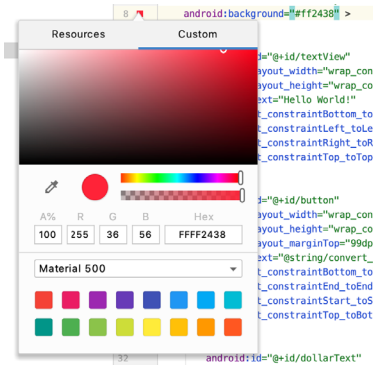 8 android:background="#ff2438" >
Resources Custom
d="@+id/textView"
ayout_width="wrap_con
ayout_height="wrap_co
ext="Hello World!"
t_constraintBottom_to
t_constraintLeft_toLe
t_constraintRight_toR
t_constraintTop_toTop
d="@+id/button"
ayout_width="wrap_con
ayout_height="wrap_co
ayout_marginTop="99dp
ext="@string/convert_
t_constraintBottom_to
t_constraintEnd_toEnd
t_constraintStart_toS
t_constraintTop_toBot
A% R G B Hex
100 255 36 56 FFFF2438
Material 500
32 android:id="@+id/dollarText"